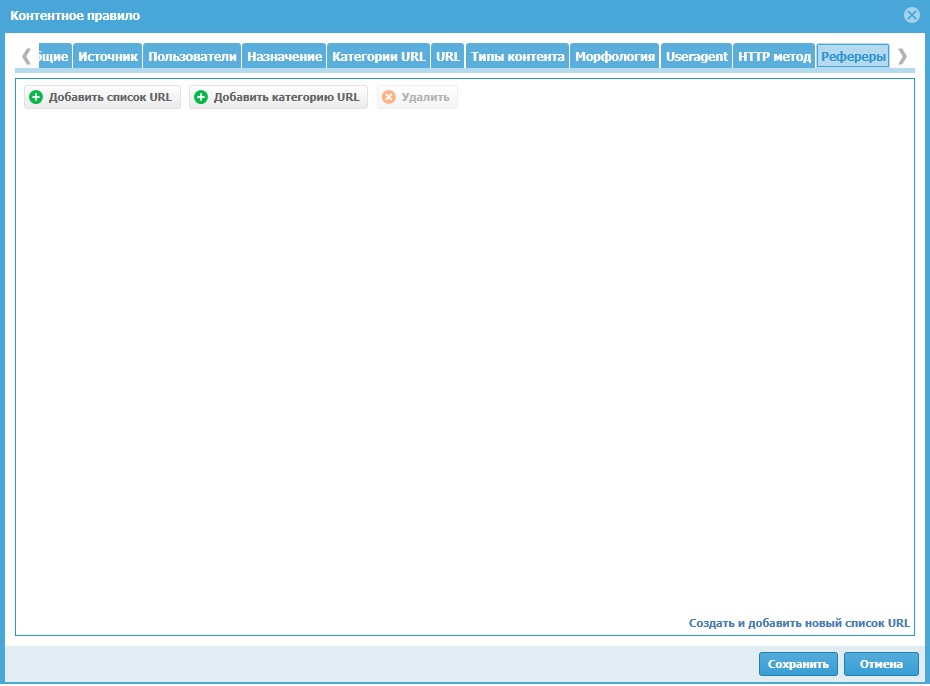 Контентное правило
Источник Пользователи Назначение Категории URL URL Типы контента Морфология Useragent HTTP метод Рефереры
Добавить список URL Добавить категорию URL Удалить
Создать и добавить новый список URL
Сохранить Отмена